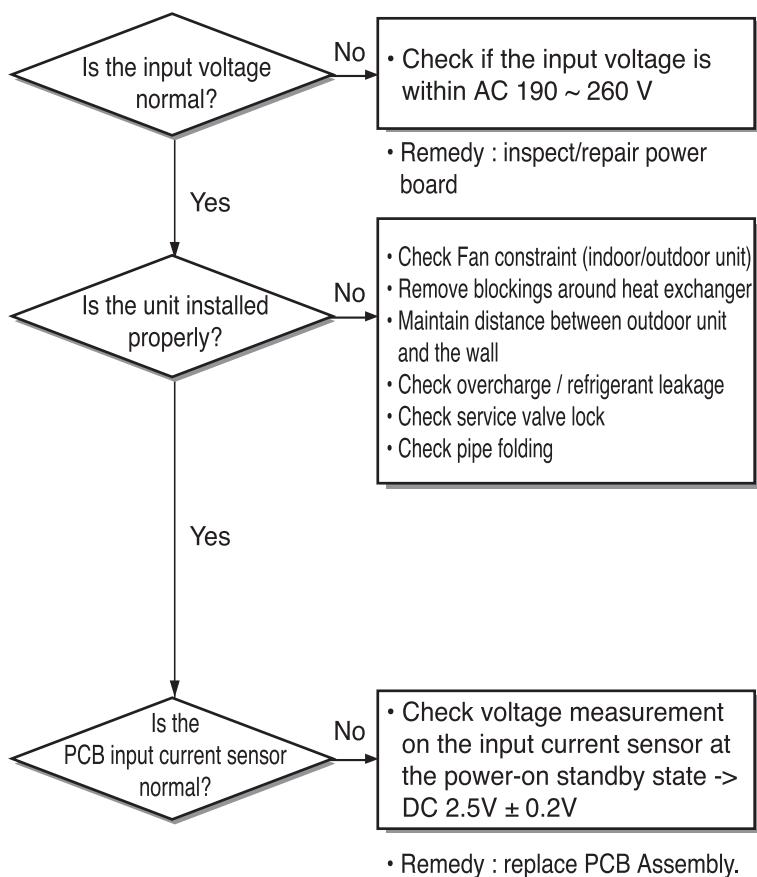 Is the input voltage
normal?
No
• Check if the input voltage is
within AC 190 ~ 260 V
• Remedy : inspect/repair power
board
Yes
Is the unit installed
properly?
No
• Check Fan constraint (indoor/outdoor unit)
• Remove blockings around heat exchanger
• Maintain distance between outdoor unit
and the wall
• Check overcharge / refrigerant leakage
• Check service valve lock
• Check pipe folding
Yes
Is the
PCB input current sensor
normal?
No
• Check voltage measurement
on the input current sensor at
the power-on standby state ->
DC 2.5V ± 0.2V
• Remedy : replace PCB Assembly.